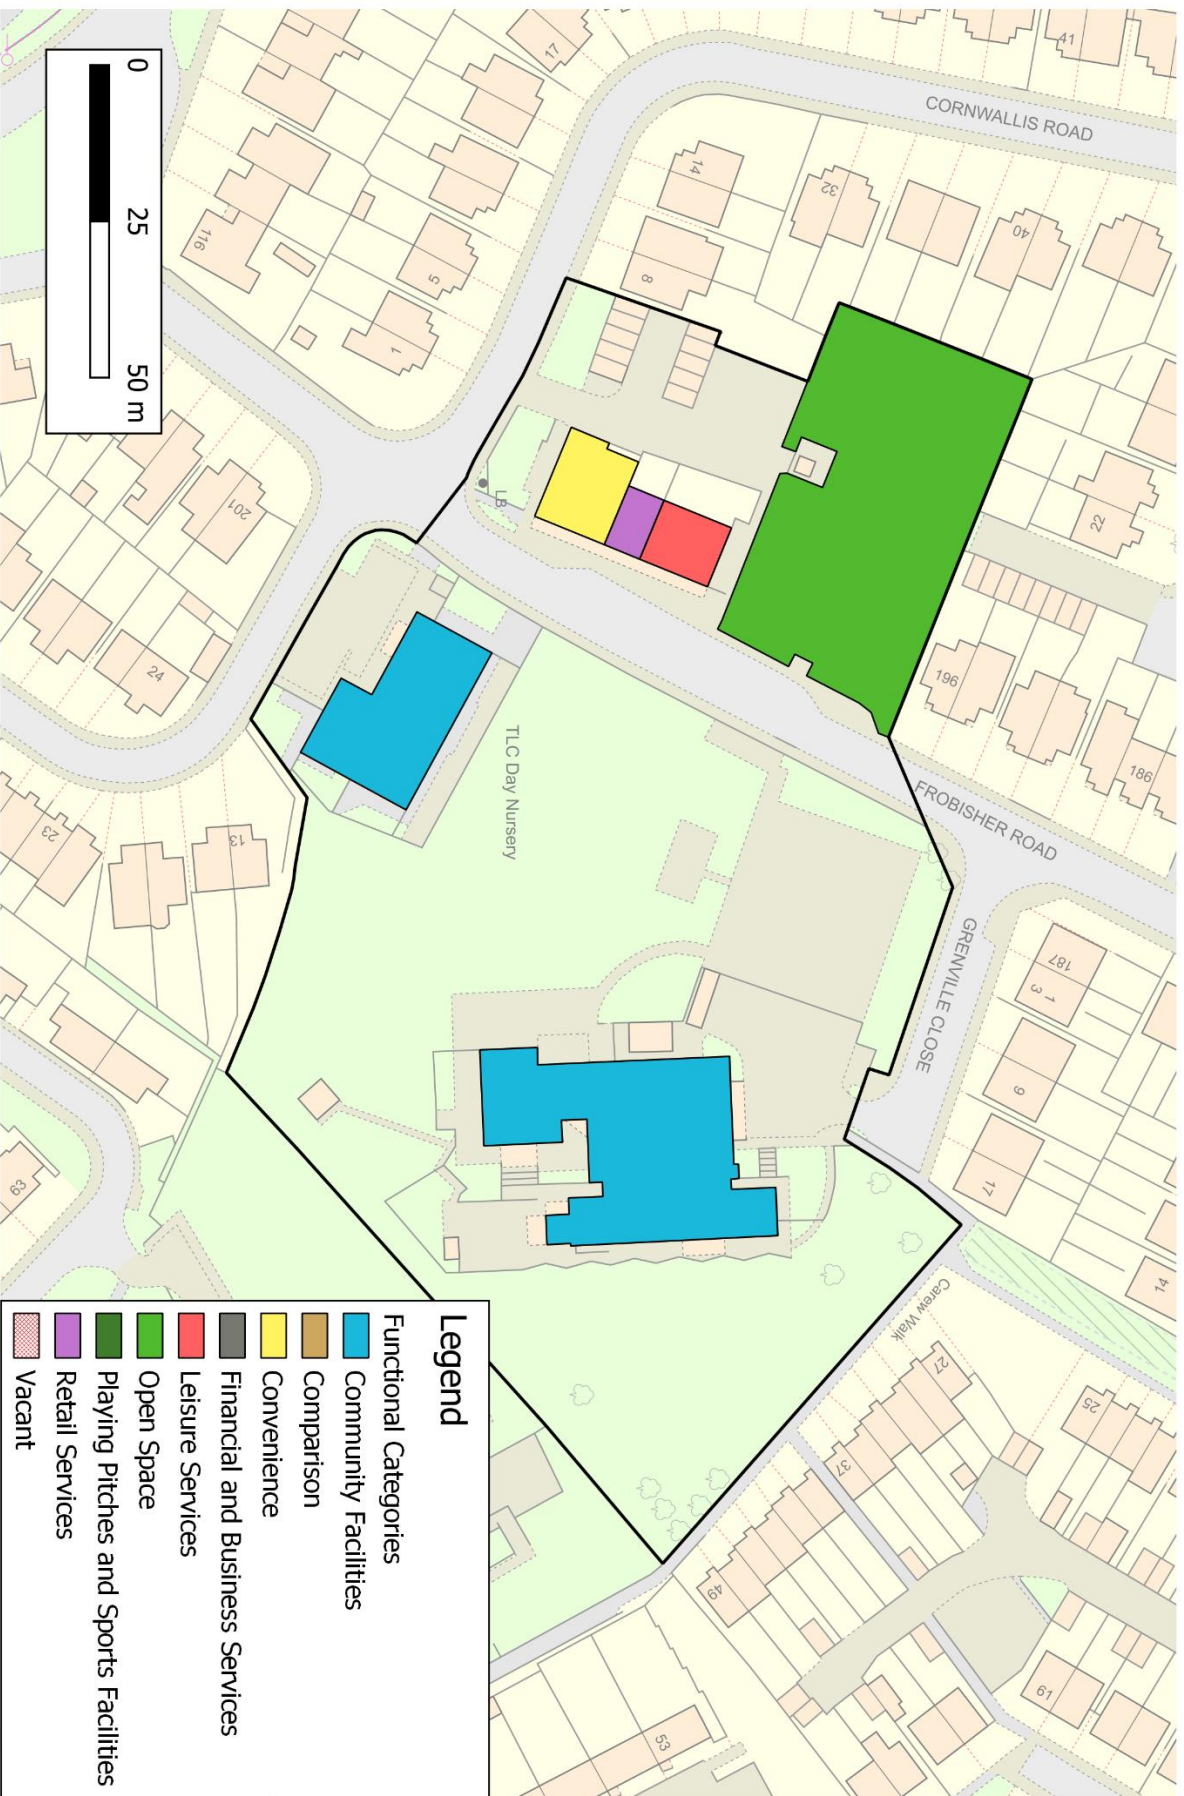 CORNWALLIS ROAD
41
17
14
32
40
8
5
1
116
0
25
50 m
22
196
186
FROBISHER ROAD
LB
201
24
TLC Day Nursery
GRENVILLE CLOSE
187
1
3
9
17
14
13
23
63
Carew Walk
27
25
37
49
61
53
Legend
Functional Categories
Community Facilities
Comparison
Convenience
Financial and Business Services
Leisure Services
Open Space
Playing Pitches and Sports Facilities
Retail Services
Vacant